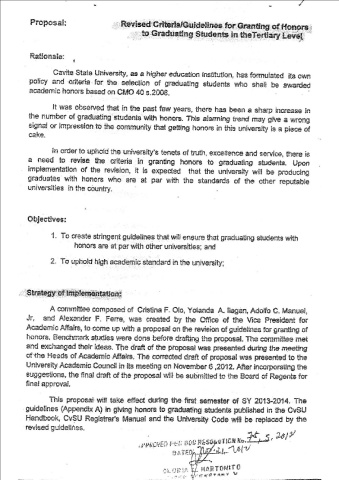 Proposal:
Revised Criteria/Guidelines for Granting of Honors
to Graduating Students in theTertiary Level
Rationale:
Cavite State University, as a higher education institution, has formulated its own
policy and criteria for the selection of graduating students who shall be awarded
academic honors based on CMO 40 s.2008.
It was observed that in the past few years, there has been a sharp increase in
the number of graduating students with honors. This alarming trend may give a wrong
signal or impression to the community that getting honors in this university is a piece of
cake.
In order to uphold the university's tenets of truth, excellence and service, there is
a need to revise the criteria in granting honors to graduating students. Upon
implementation of the revision, it is expected that the university will be producing
graduates with honors who are at par with the standards of the other reputable
universities in the country.
Objectives:
1. To create stringent guidelines that will ensure that graduating students with
honors are at par with other universities; and
2. To uphold high academic standard in the university;
Strategy of Implementation:
A committee composed of Cristina F. Olo, Yolanda A. Ilagan, Adolfo C. Manuel,
Jr, and Alexander F. Ferra, was created by the Office of the Vice President for
Academic Affairs, to come up with a proposal on the revision of guidelines for granting of
honors. Benchmark studies were done before drafting the proposal. The committee met
and exchanged their ideas. The draft of the proposal was presented during the meeting
of the Heads of Academic Affairs. The corrected draft of proposal was presented to the
University Academic Council in its meeting on November 6 ,2012. After incorporating the
suggestions, the final draft of the proposal will be submitted to the Board of Regents for
final approval.
This proposal will take effect during the first semester of SY 2013-2014. The
guidelines (Appendix A) in giving honors to graduating students published in the CvSU
Handbook, CvSU Registrar's Manual and the University Code will be replaced by the
revised guidelines.
APPROVED PER BOR RESOLUTION No. 75, S. 2012
DATED